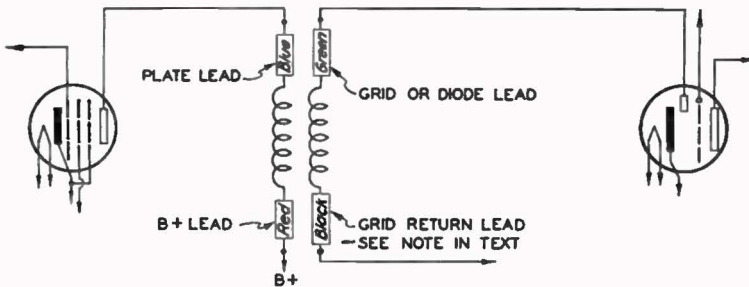 Blue
Green
PLATE LEAD
GRID OR DIODE LEAD
B+ LEAD
Red
Black
GRID RETURN LEAD
- SEE NOTE IN TEXT
B+